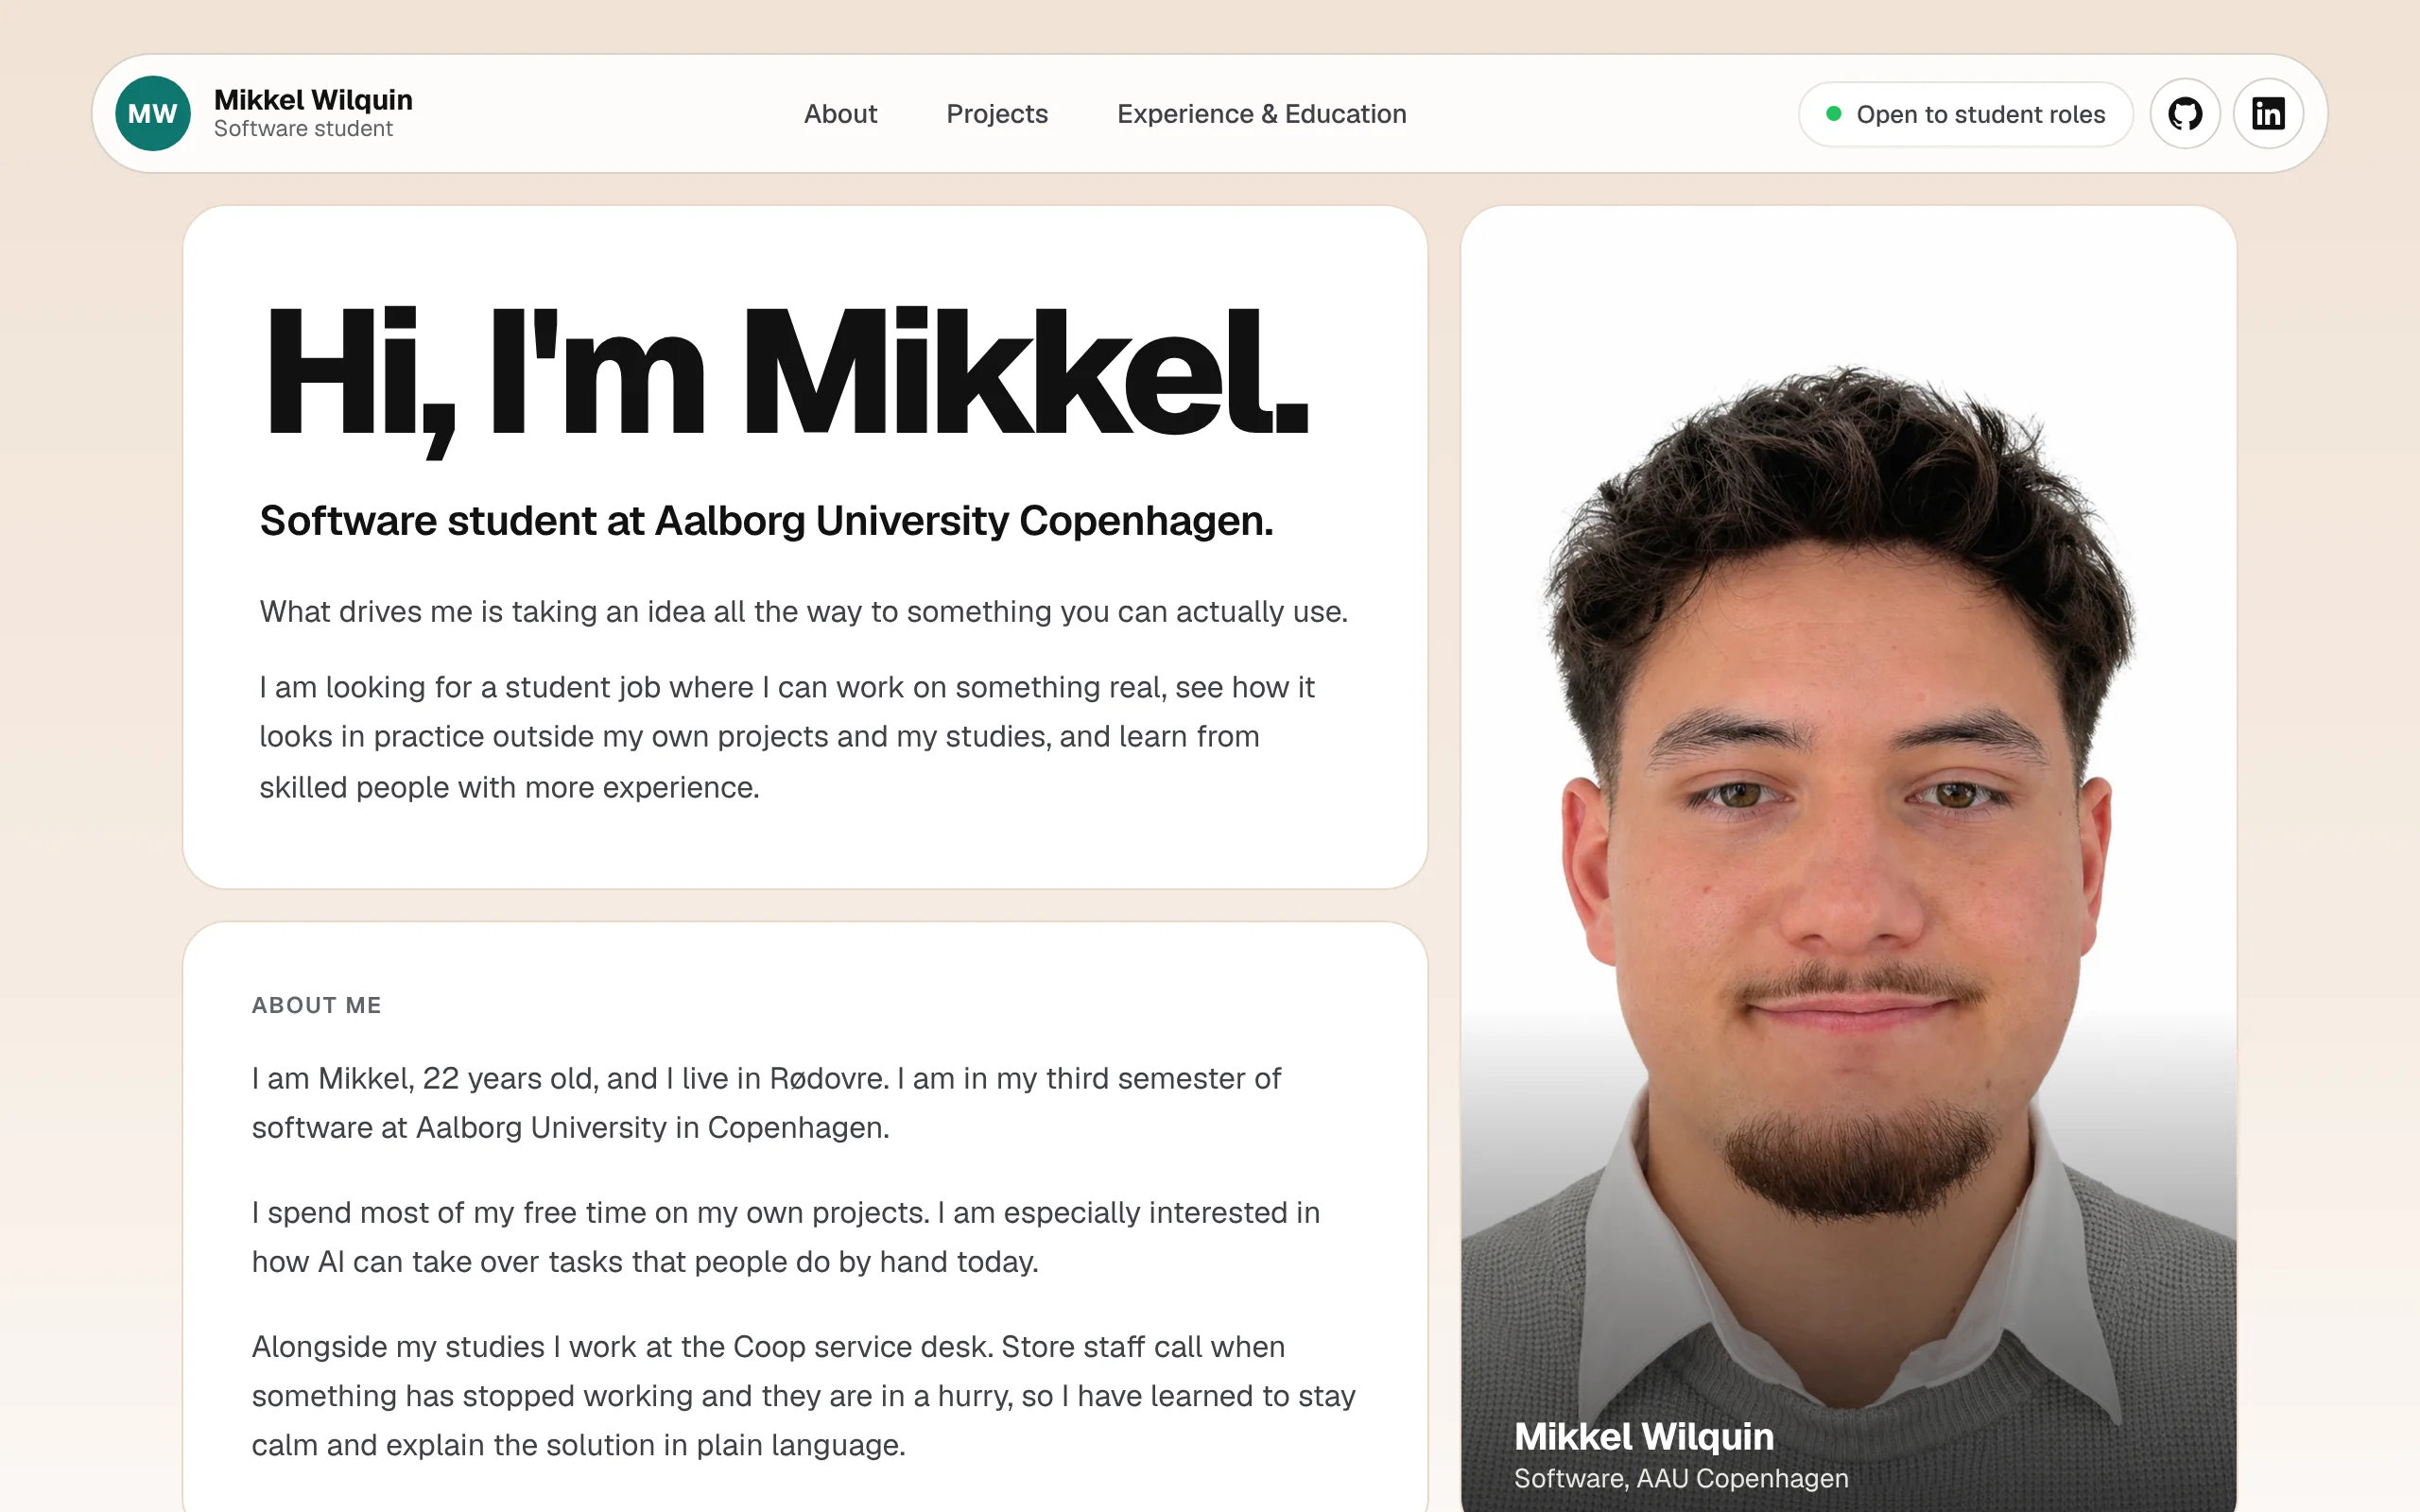 MW
Mikkel Wilquin
Software student
About
Projects
Experience & Education
Open to student roles
in
Hi, I'm Mikkel.
Software student at Aalborg University Copenhagen.
What drives me is taking an idea all the way to something you can actually use.
I am looking for a student job where I can work on something real, see how it
looks in practice outside my own projects and my studies, and learn from
skilled people with more experience.
ABOUT ME
I am Mikkel, 22 years old, and I live in Rødovre. I am in my third semester of
software at Aalborg University in Copenhagen.
I spend most of my free time on my own projects. I am especially interested in
how AI can take over tasks that people do by hand today.
Alongside my studies I work at the Coop service desk. Store staff call when
something has stopped working and they are in a hurry, so I have learned to stay
calm and explain the solution in plain language.
Mikkel Wilquin
Software, AAU Copenhagen